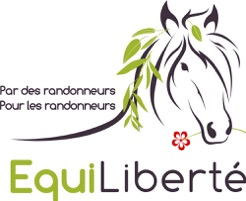 Par des randonneurs
Pour les randonneurs
EquiLiberté